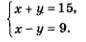 x + y = 15,
x - y = 9.